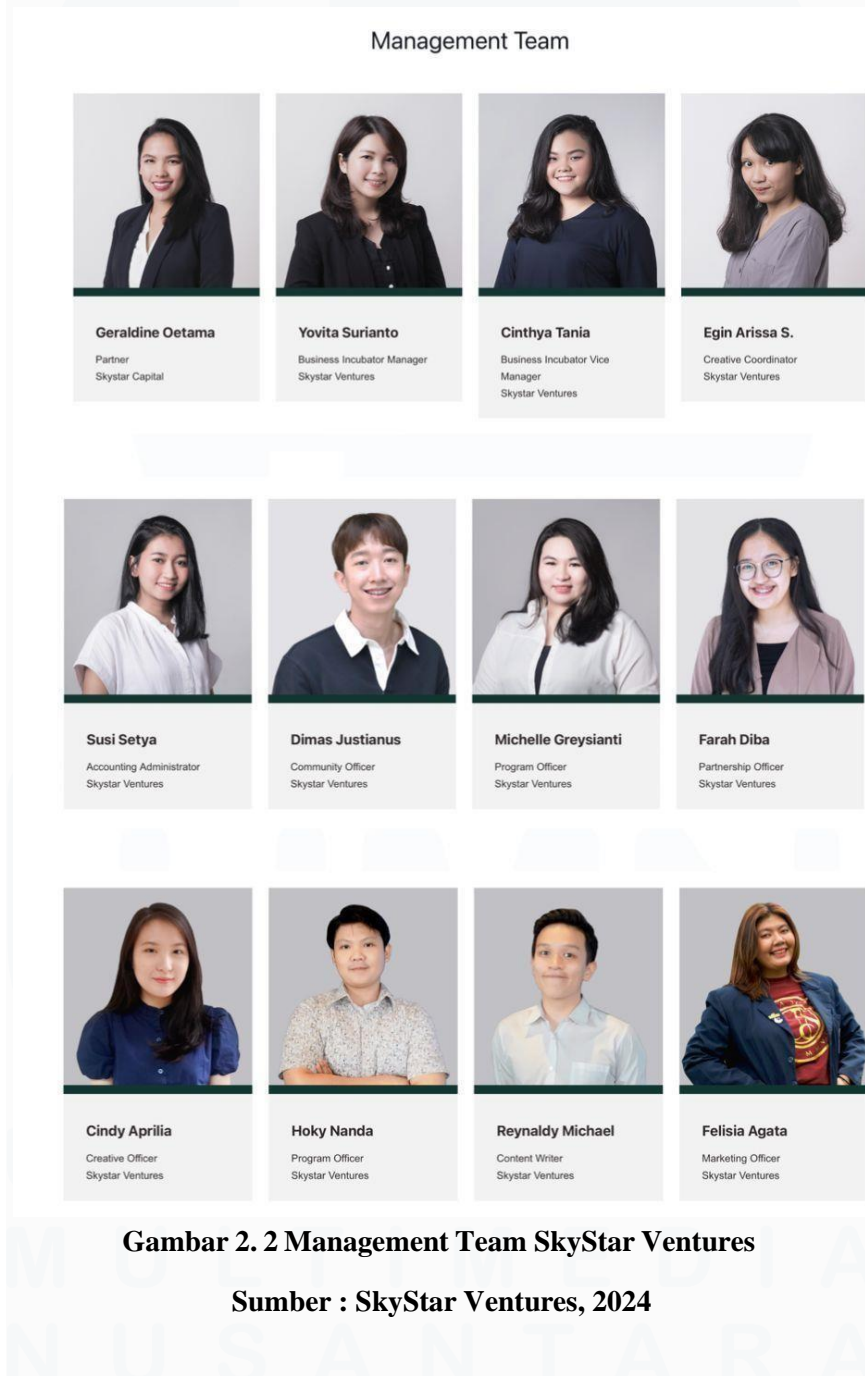 Management Team
Geraldine Oetama
Partner
Skystar Capital
Yovita Surianto
Business Incubator Manager
Skystar Ventures
Cinthya Tania
Business Incubator Vice
Manager
Skystar Ventures
Egin Arissa S.
Creative Coordinator
Skystar Ventures
Susi Setya
Accounting Administrator
Skystar Ventures
Dimas Justianus
Community Officer
Skystar Ventures
Michelle Greysianti
Program Officer
Skystar Ventures
Farah Diba
Partnership Officer
Skystar Ventures
Cindy Aprilia
Creative Officer
Skystar Ventures
Hoky Nanda
Program Officer
Skystar Ventures
Reynaldy Michael
Content Writer
Skystar Ventures
Felisia Agata
Marketing Officer
Skystar Ventures
Gambar 2. 2 Management Team SkyStar Ventures
Sumber : SkyStar Ventures, 2024
MULTIMEDIA
NUSANTARA